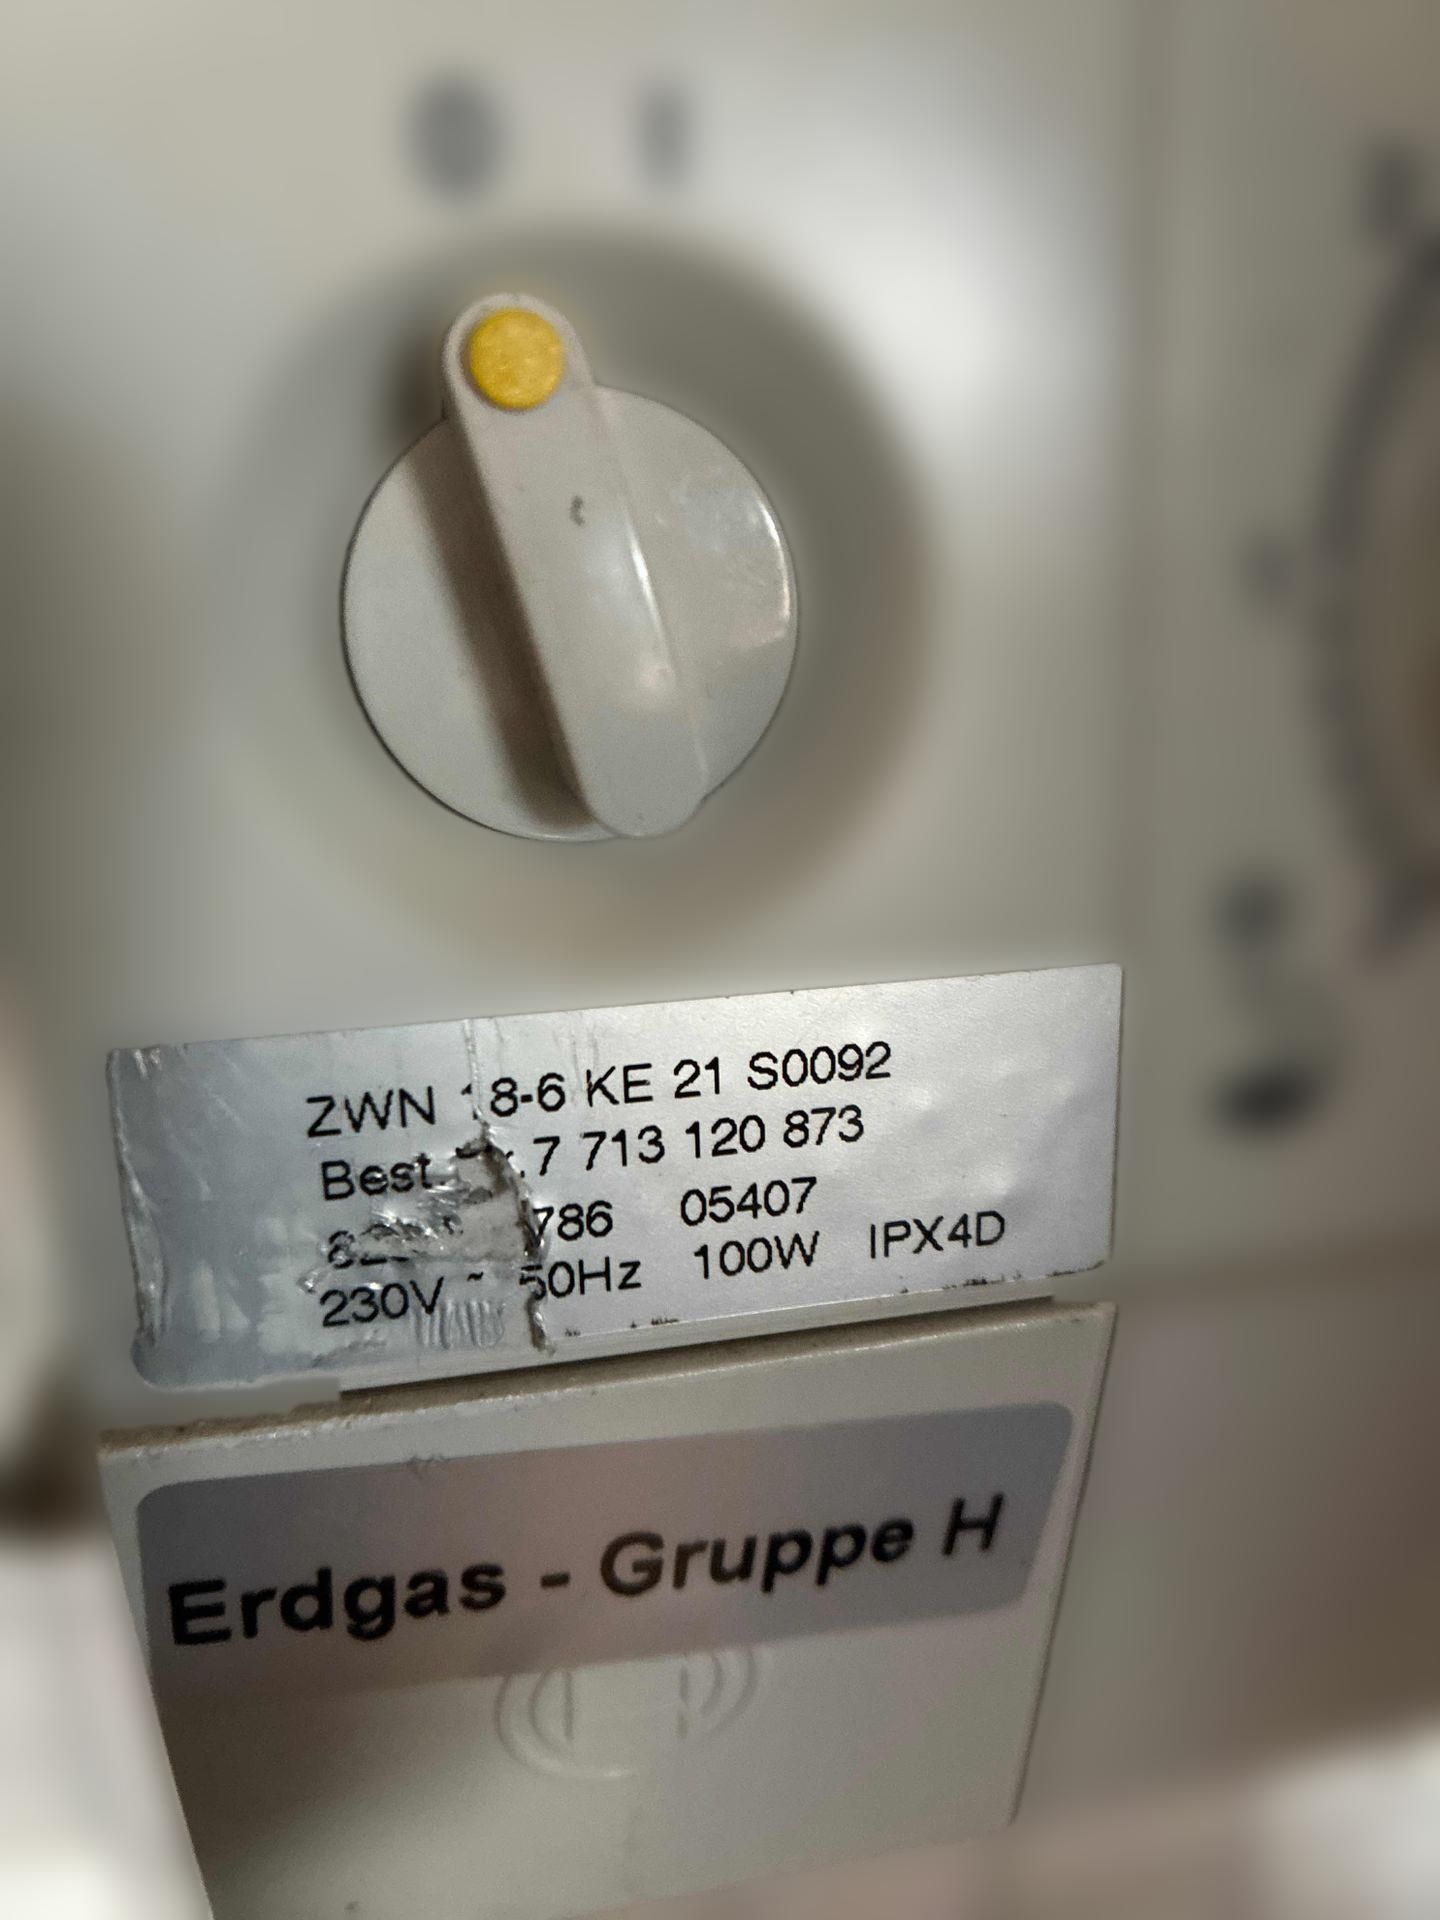 0 I
ZWN 18-6 KE 21 S0092
Best. 7 713 120 873
786 05407
230V ~ 50Hz 100W IPX4D
Erdgas - Gruppe H